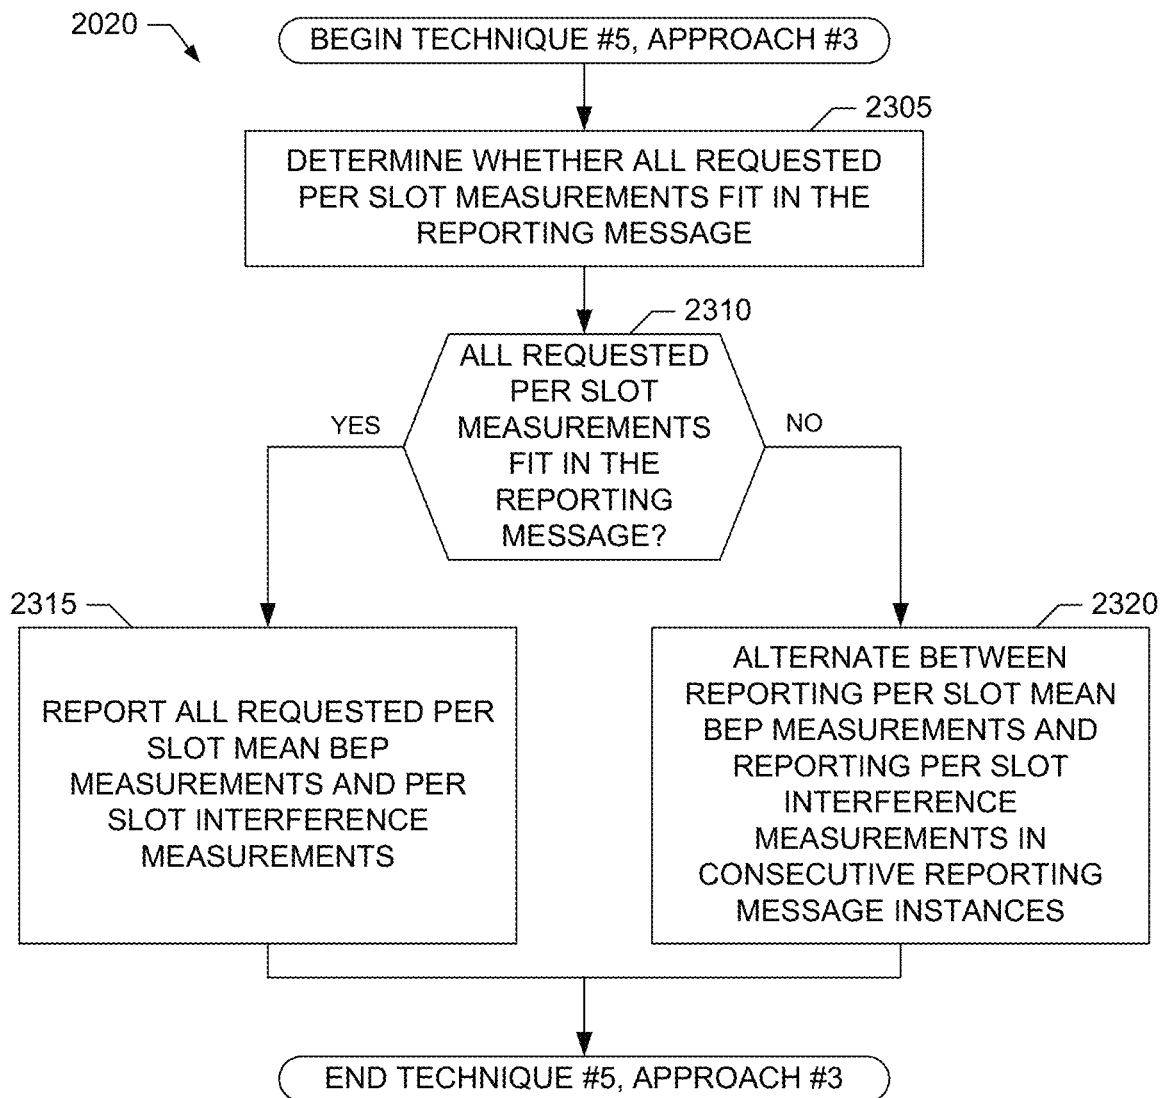 2020
BEGIN TECHNIQUE #5, APPROACH #3
2305
DETERMINE WHETHER ALL REQUESTED
PER SLOT MEASUREMENTS FIT IN THE
REPORTING MESSAGE
2310
ALL REQUESTED
PER SLOT
MEASUREMENTS
FIT IN THE
REPORTING
MESSAGE?
YES
NO
2315
REPORT ALL REQUESTED PER
SLOT MEAN BEP
MEASUREMENTS AND PER
SLOT INTERFERENCE
MEASUREMENTS
2320
ALTERNATE BETWEEN
REPORTING PER SLOT MEAN
BEP MEASUREMENTS AND
REPORTING PER SLOT
INTERFERENCE
MEASUREMENTS IN
CONSECUTIVE REPORTING
MESSAGE INSTANCES
END TECHNIQUE #5, APPROACH #3